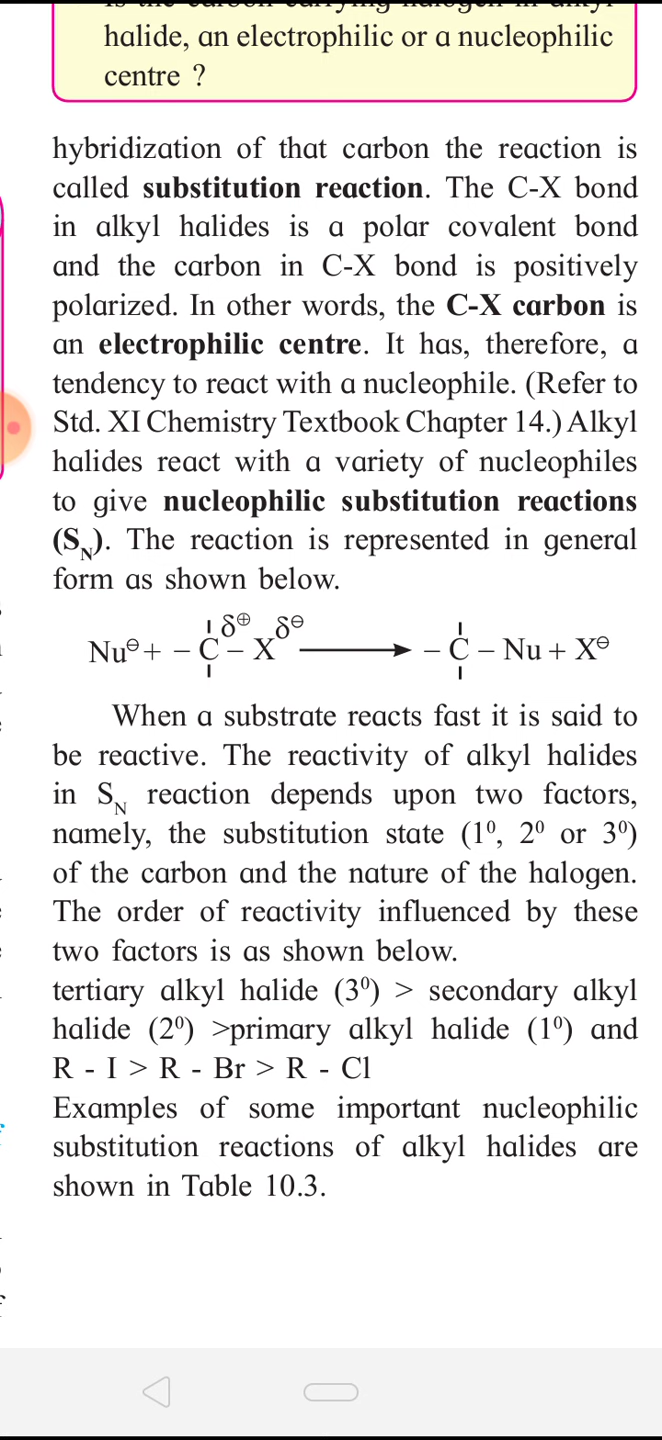 halide, an electrophilic or a nucleophilic
centre ?
hybridization of that carbon the reaction is
called substitution reaction. The C-X bond
in alkyl halides is a polar covalent bond
and the carbon in C-X bond is positively
polarized. In other words, the C-X carbon is
an electrophilic centre. It has, therefore, a
tendency to react with a nucleophile. (Refer to
Std. XI Chemistry Textbook Chapter 14.) Alkyl
halides react with a variety of nucleophiles
to give nucleophilic substitution reactions
(S_N). The reaction is represented in general
form as shown below.
Nu⊖ + – C δ⊕ – X δ⊖ ⟶ – C – Nu + X⊖
When a substrate reacts fast it is said to
be reactive. The reactivity of alkyl halides
in S_N reaction depends upon two factors,
namely, the substitution state (1⁰, 2⁰ or 3⁰)
of the carbon and the nature of the halogen.
The order of reactivity influenced by these
two factors is as shown below.
tertiary alkyl halide (3⁰) > secondary alkyl
halide (2⁰) >primary alkyl halide (1⁰) and
R - I > R - Br > R - Cl
Examples of some important nucleophilic
substitution reactions of alkyl halides are
shown in Table 10.3.